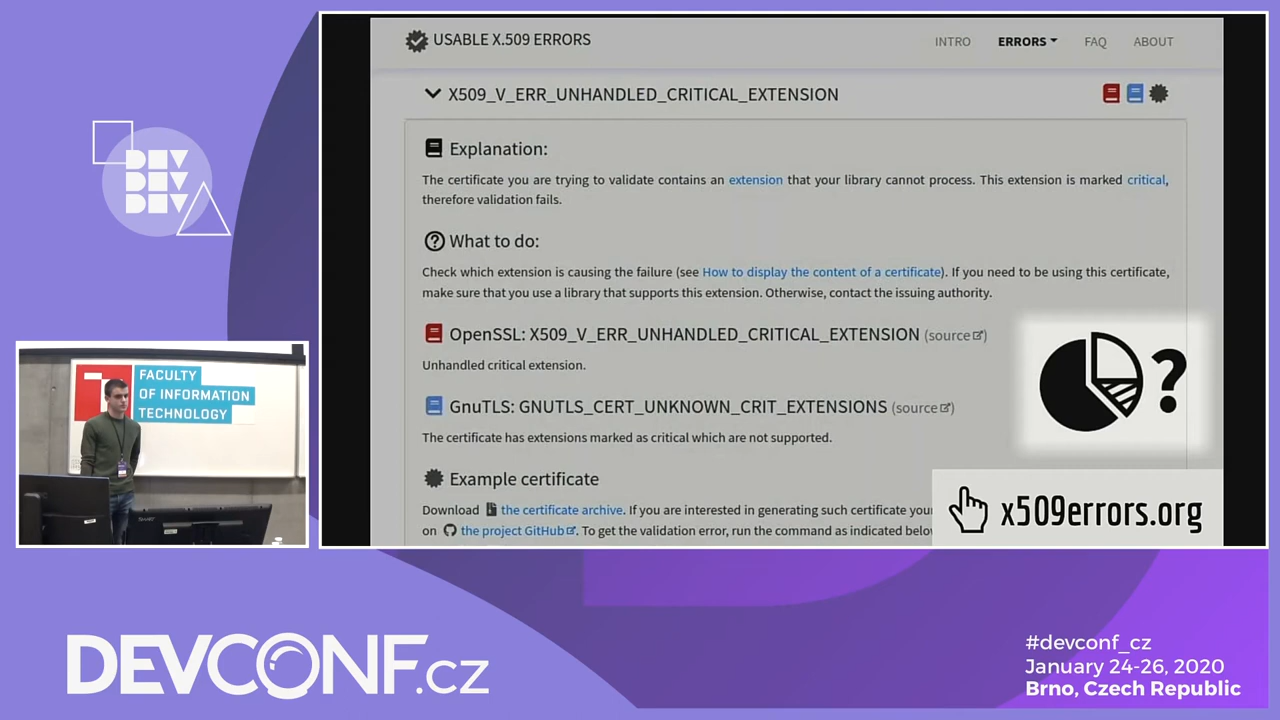 USABLE X.509 ERRORS
INTRO
ERRORS
FAQ
ABOUT
X509_V_ERR_UNHANDLED_CRITICAL_EXTENSION
Explanation:
The certificate you are trying to validate contains an extension that your library cannot process. This extension is marked critical,
therefore validation fails.
What to do:
Check which extension is causing the failure (see How to display the content of a certificate). If you need to be using this certificate,
make sure that you use a library that supports this extension. Otherwise, contact the issuing authority.
OpenSSL: X509_V_ERR_UNHANDLED_CRITICAL_EXTENSION (source)
Unhandled critical extension.
GnuTLS: GNUTLS_CERT_UNKNOWN_CRIT_EXTENSIONS (source)
The certificate has extensions marked as critical which are not supported.
Example certificate
Download the certificate archive. If you are interested in generating such certificate your
on the project GitHub. To get the validation error, run the command as indicated below
?
x509errors.org
DEV
DEV
DEV
FACULTY
OF INFORMATION
TECHNOLOGY
DEVCONF.cz
#devconf_cz
January 24-26, 2020
Brno, Czech Republic